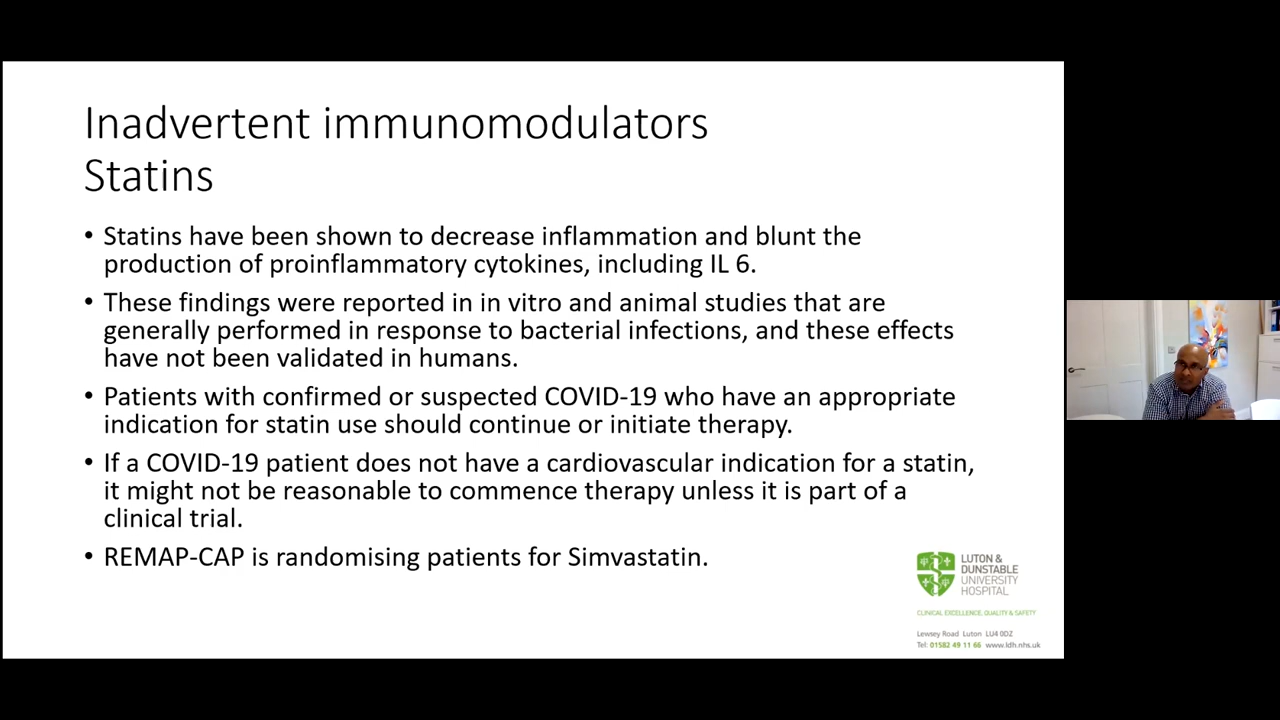 Inadvertent immunomodulators
Statins
• Statins have been shown to decrease inflammation and blunt the
production of proinflammatory cytokines, including IL 6.
• These findings were reported in in vitro and animal studies that are
generally performed in response to bacterial infections, and these effects
have not been validated in humans.
• Patients with confirmed or suspected COVID-19 who have an appropriate
indication for statin use should continue or initiate therapy.
• If a COVID-19 patient does not have a cardiovascular indication for a statin,
it might not be reasonable to commence therapy unless it is part of a
clinical trial.
• REMAP-CAP is randomising patients for Simvastatin.
LUTON &
DUNSTABLE
UNIVERSITY
HOSPITAL
CLINICAL EXCELLENCE, QUALITY & SAFETY
Lewsey Road Luton LU4 0DZ
Tel: 01582 49 11 66 www.ldh.nhs.uk